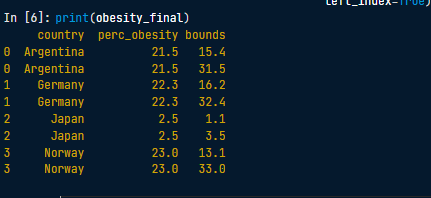 left_index=True)
In [6]: print(obesity_final)
country perc_obesity bounds
0 Argentina 21.5 15.4
0 Argentina 21.5 31.5
1 Germany 22.3 16.2
1 Germany 22.3 32.4
2 Japan 2.5 1.1
2 Japan 2.5 3.5
3 Norway 23.0 13.1
3 Norway 23.0 33.0